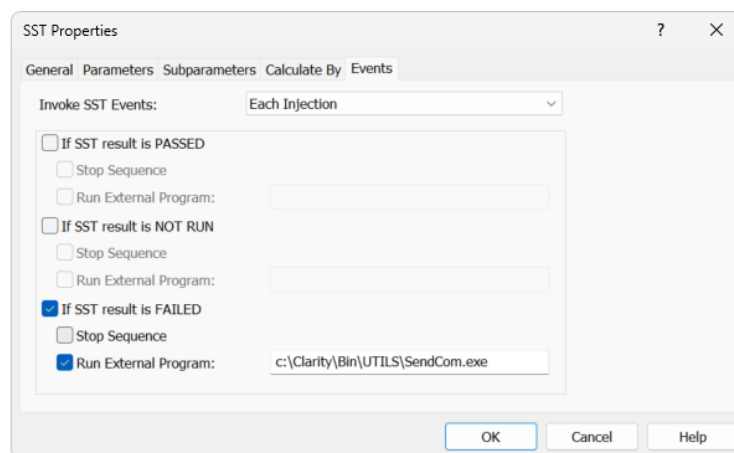 SST Properties ? ×
General Parameters Subparameters Calculate By Events
Invoke SST Events: Each Injection
If SST result is PASSED
Stop Sequence
Run External Program:
If SST result is NOT RUN
Stop Sequence
Run External Program:
If SST result is FAILED
Stop Sequence
Run External Program: c:\Clarity\Bin\UTILS\SendCom.exe
OK Cancel Help